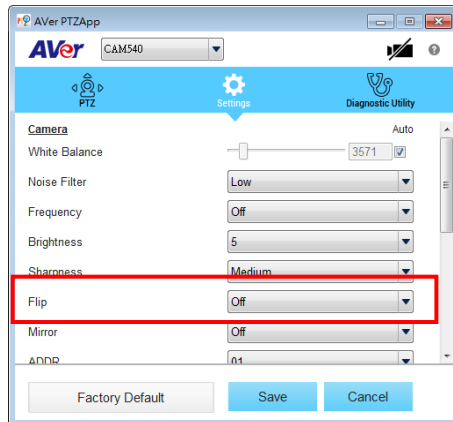 AVer PTZApp
AVer CAM540
PTZ Settings Diagnostic Utility
Camera Auto
White Balance 3571
Noise Filter Low
Frequency Off
Brightness 5
Sharpness Medium
Flip Off
Mirror Off
ADDR 01
Factory Default Save Cancel